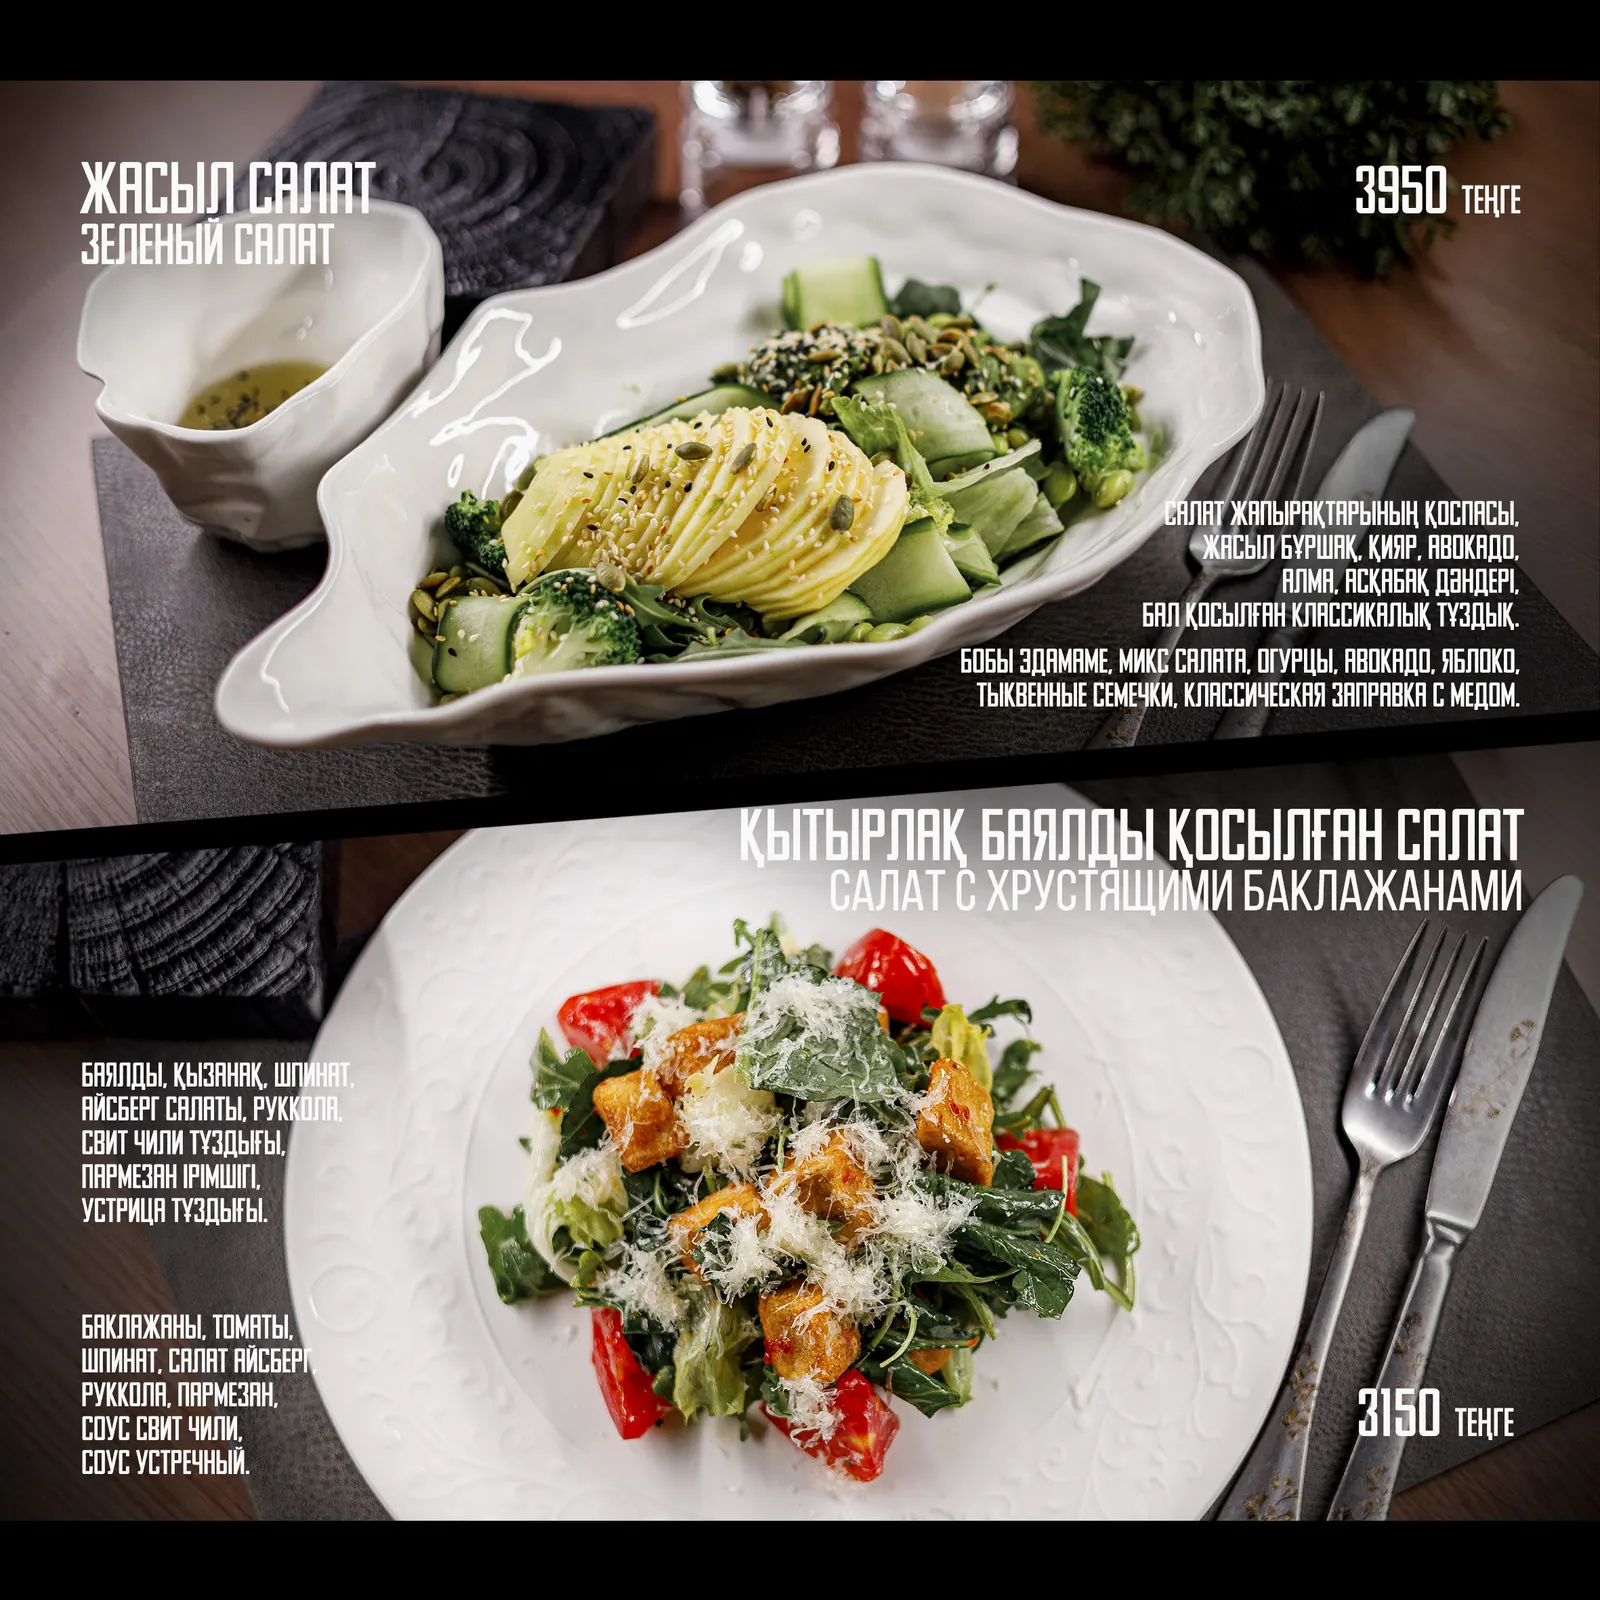 ЖАСЫЛ САЛАТ
ЗЕЛЕНЫЙ САЛАТ
3950 ТЕҢГЕ
САЛАТ ЖАПЫРАҚТАРЫНЫҢ ҚОСПАСЫ,
ЖАСЫЛ БҰРШАҚ, ҚИЯР, АВОКАДО,
АЛМА, АСҚАБАҚ ДӘНДЕРІ,
БАЛ ҚОСЫЛҒАН КЛАССИКАЛЫҚ ТҰЗДЫҚ.
БОБЫ ЭДАМАМЕ, МИКС САЛАТА, ОГУРЦЫ, АВОКАДО, ЯБЛОКО,
ТЫКВЕННЫЕ СЕМЕЧКИ, КЛАССИЧЕСКАЯ ЗАПРАВКА С МЕДОМ.
ҚЫТЫРЛАҚ БАЯЛДЫ ҚОСЫЛҒАН САЛАТ
САЛАТ С ХРУСТЯЩИМИ БАКЛАЖАНАМИ
БАЯЛДЫ, ҚЫЗАНАҚ, ШПИНАТ,
АЙСБЕРГ САЛАТЫ, РУККОЛА,
СВИТ ЧИЛИ ТҰЗДЫҒЫ,
ПАРМЕЗАН ІРІМШІГІ,
УСТРИЦА ТҰЗДЫҒЫ.
БАКЛАЖАНЫ, ТОМАТЫ,
ШПИНАТ, САЛАТ АЙСБЕРГ,
РУККОЛА, ПАРМЕЗАН,
СОУС СВИТ ЧИЛИ,
СОУС УСТРЕЧНЫЙ.
3150 ТЕҢГЕ